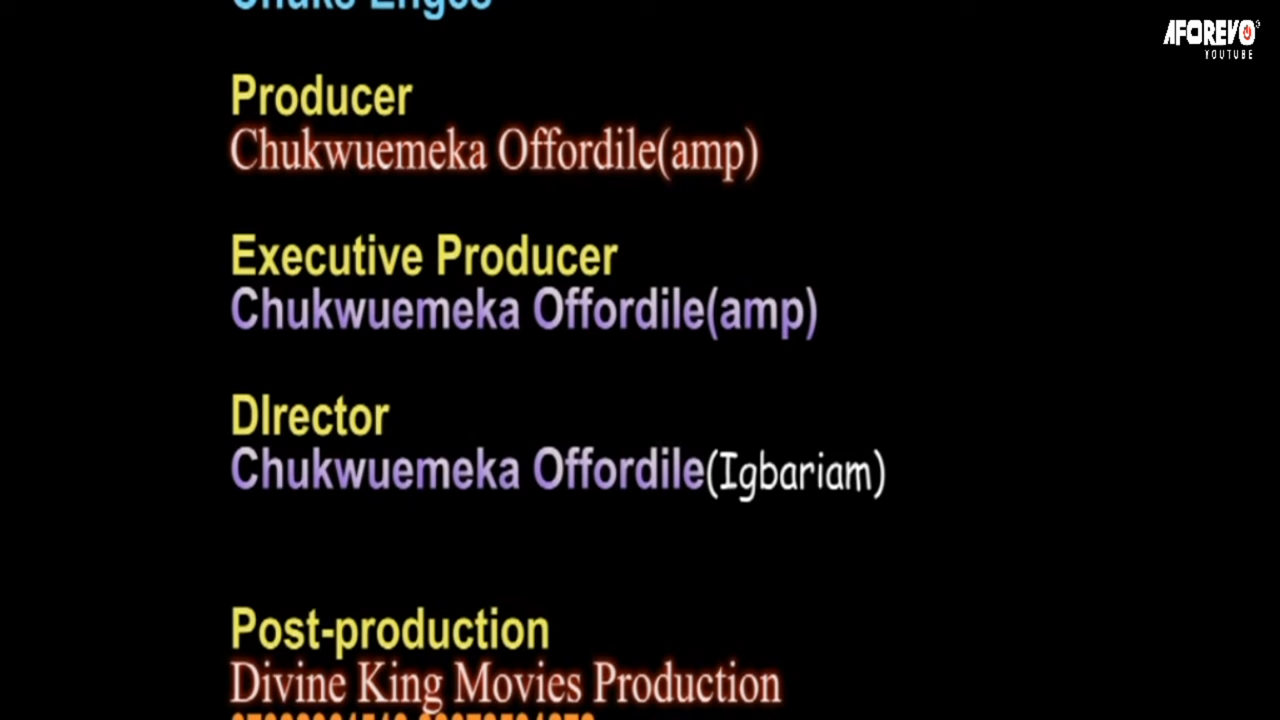 AFOREVO
YOUTUBE
Producer
Chukwuemeka Offordile(amp)
Executive Producer
Chukwuemeka Offordile(amp)
DIrector
Chukwuemeka Offordile(Igbariam)
Post-production
Divine King Movies Production